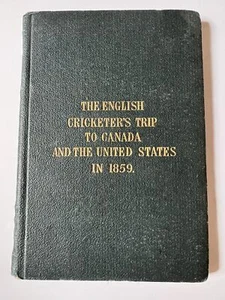 THE ENGLISH
CRICKETER'S TRIP
TO CANADA
AND THE UNITED STATES
IN 1859.